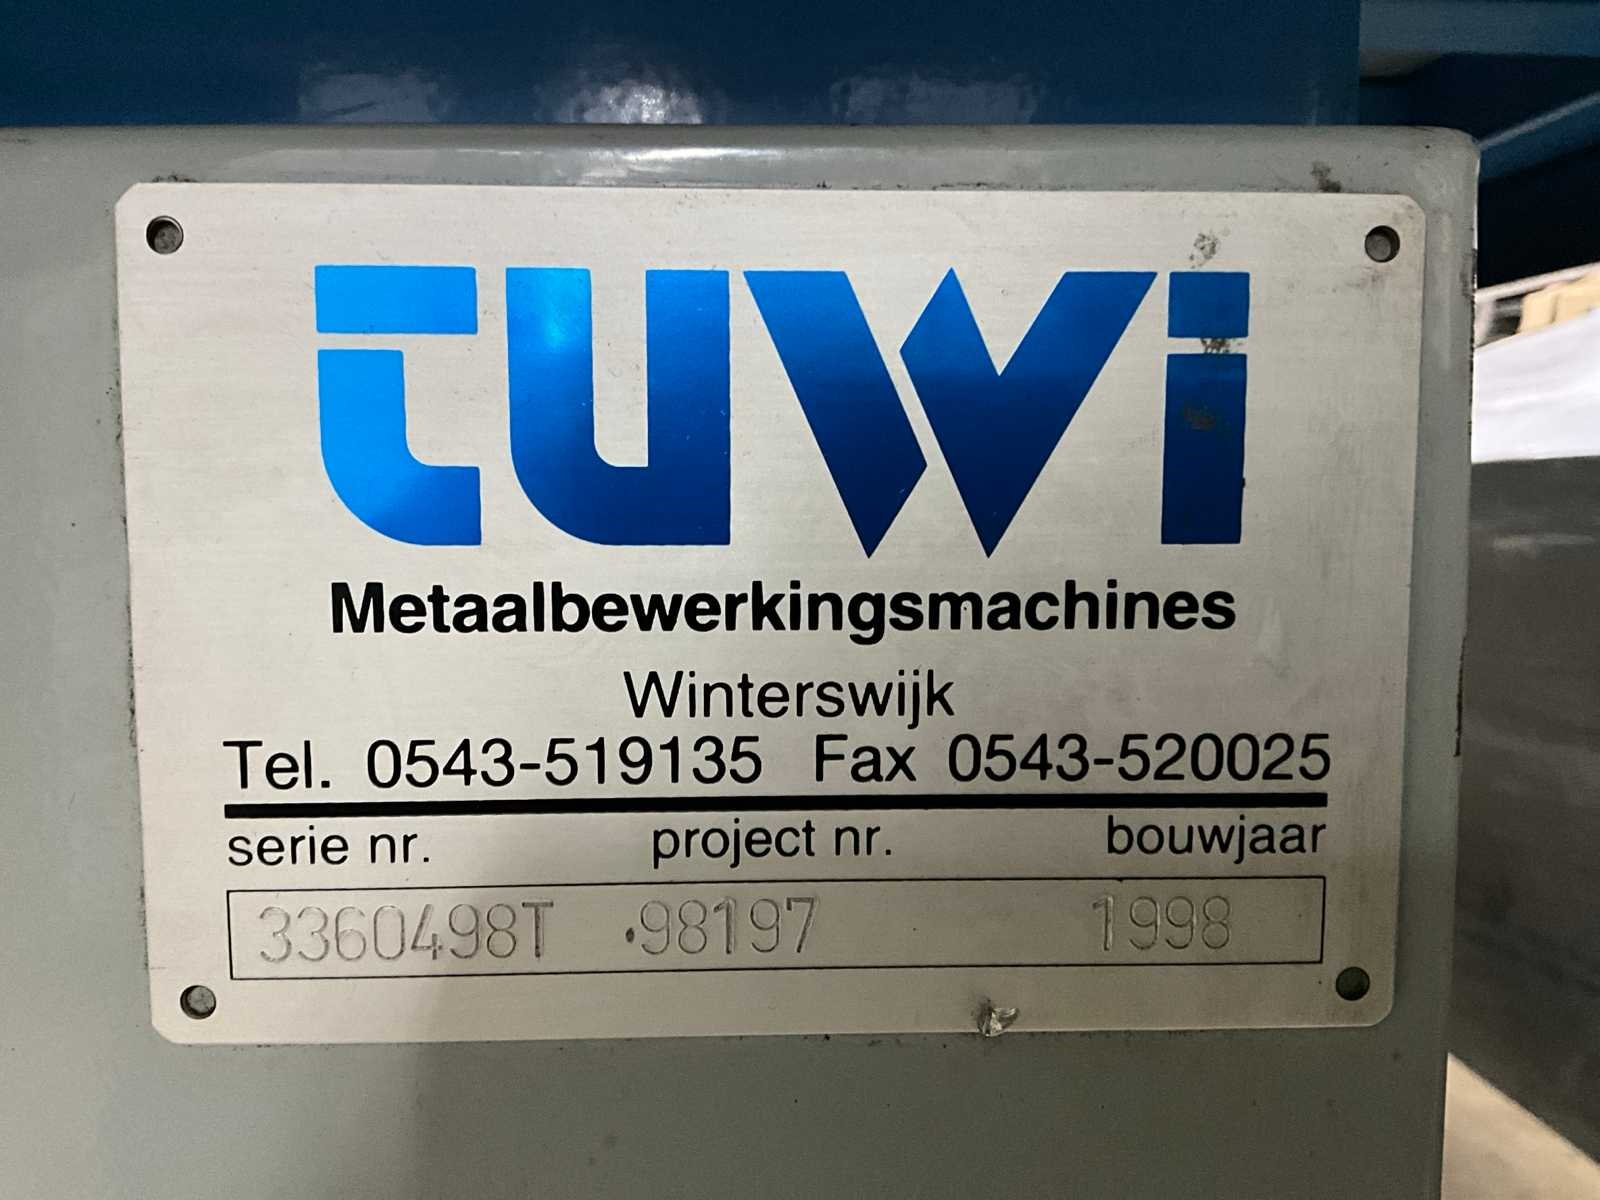 tuwi
Metaalbewerkingsmachines
Winterswijk
Tel. 0543-519135 Fax 0543-520025
serie nr. project nr. bouwjaar
3360498T 98197 1998